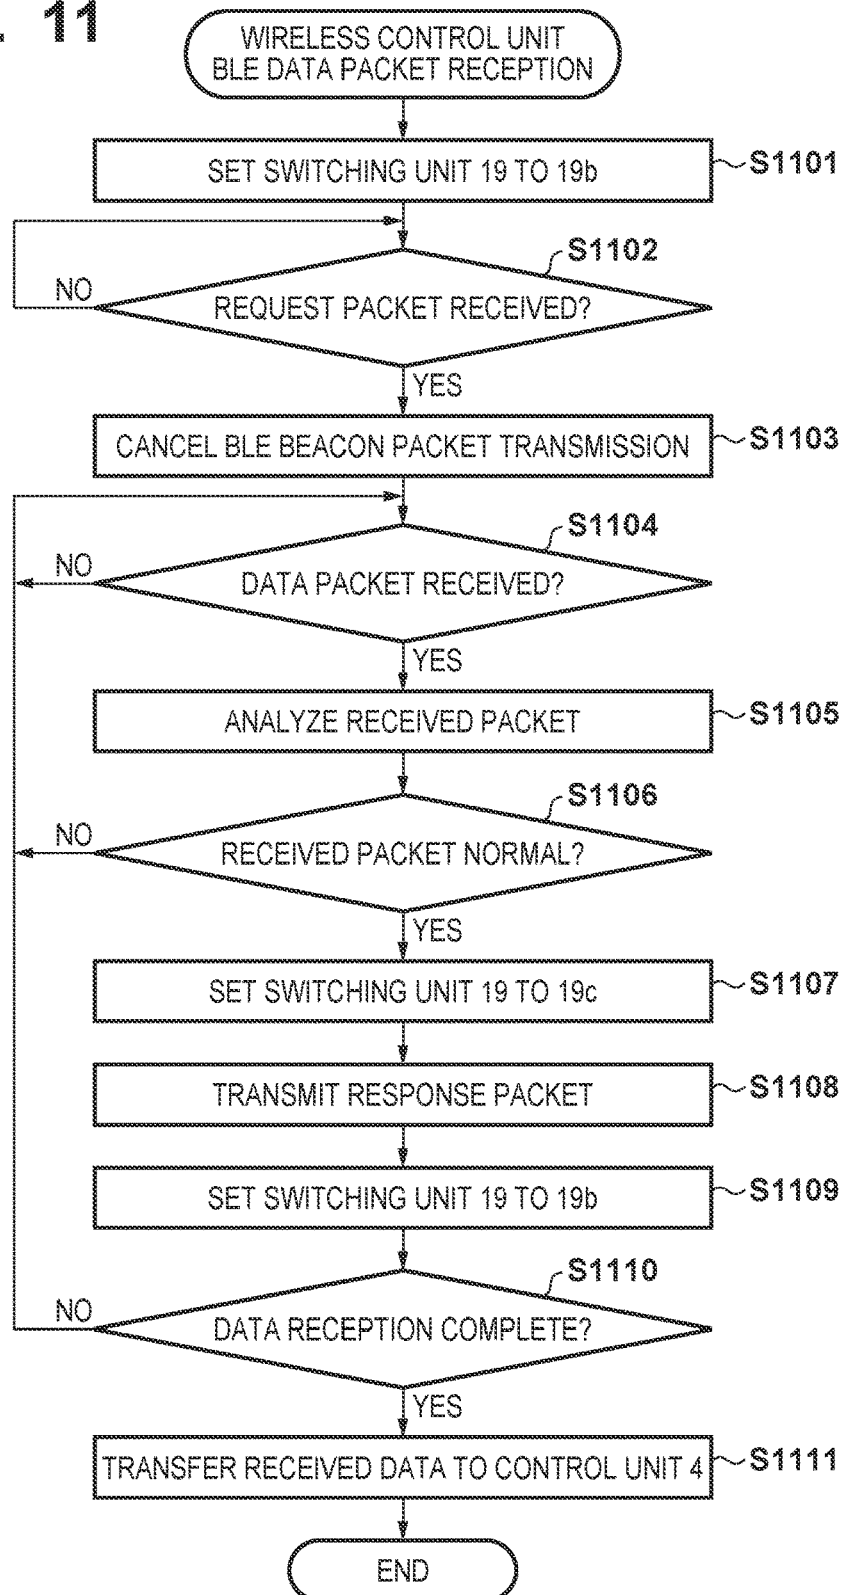 . 11
WIRELESS CONTROL UNIT
BLE DATA PACKET RECEPTION
SET SWITCHING UNIT 19 TO 19b
S1101
S1102
NO
REQUEST PACKET RECEIVED?
YES
CANCEL BLE BEACON PACKET TRANSMISSION
S1103
S1104
NO
DATA PACKET RECEIVED?
YES
ANALYZE RECEIVED PACKET
S1105
S1106
NO
RECEIVED PACKET NORMAL?
YES
SET SWITCHING UNIT 19 TO 19c
S1107
TRANSMIT RESPONSE PACKET
S1108
SET SWITCHING UNIT 19 TO 19b
S1109
S1110
NO
DATA RECEPTION COMPLETE?
YES
TRANSFER RECEIVED DATA TO CONTROL UNIT 4
S1111
END